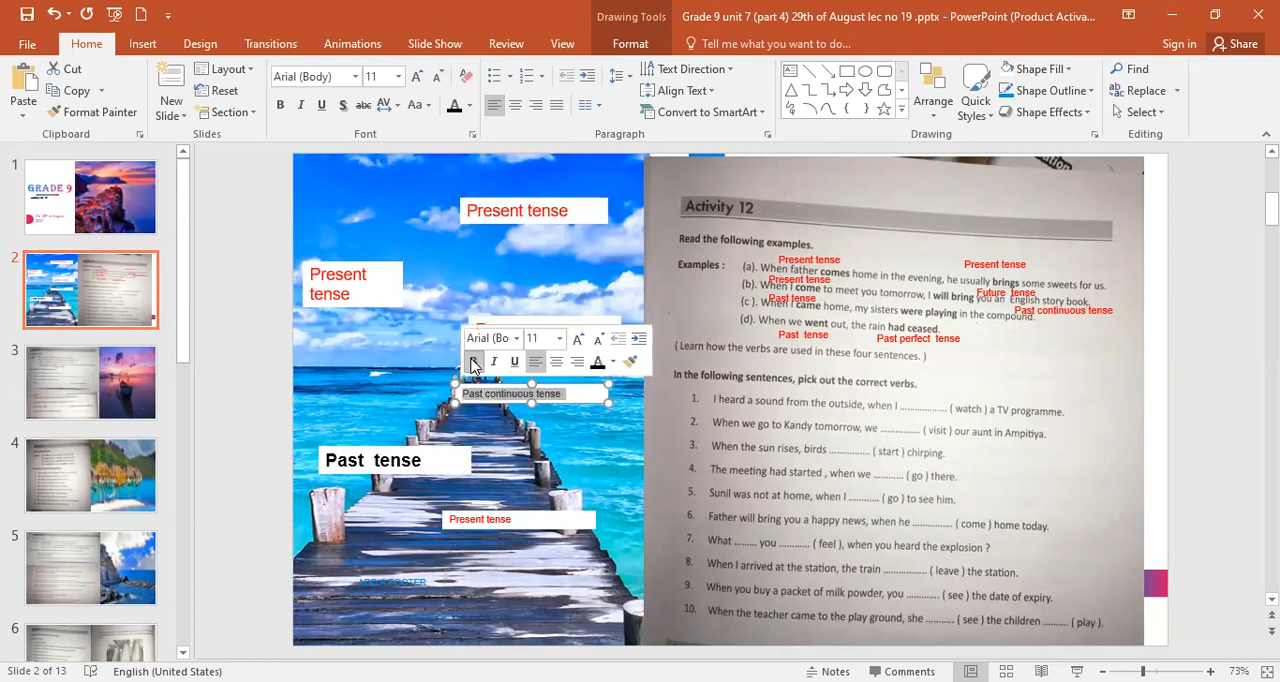 Drawing Tools
Grade 9 unit 7 (part 4) 29th of August lec no 19 .pptx - PowerPoint (Product Activa...
File
Home
Insert
Design
Transitions
Animations
Slide Show
Review
View
Format
Tell me what you want to do...
Sign in
Share
Paste
Cut
Copy
Format Painter
Clipboard
New Slide
Layout
Reset
Section
Slides
Arial (Body)
11
Font
Text Direction
Align Text
Convert to SmartArt
Paragraph
Arrange
Quick Styles
Shape Fill
Shape Outline
Shape Effects
Drawing
Find
Replace
Select
Editing
1
GRADE 9
2
3
4
5
6
Present tense
Present
tense
Arial (Bo
11
Past continuous tense
Past tense
Present tense
Activity 12
Read the following examples.
Present tense
Present tense
Examples : (a). When father comes home in the evening, he usually brings some sweets for us.
Present tense
Future tense
(b). When I come to meet you tomorrow, I will bring you an English story book.
Past tense
Past continuous tense
(c ). When I came home, my sisters were playing in the compound.
(d). When we went out, the rain had ceased.
Past tense
Past perfect tense
( Learn how the verbs are used in these four sentences. )
In the following sentences, pick out the correct verbs.
1. I heard a sound from the outside, when I .................. ( watch ) a TV programme.
2. When we go to Kandy tomorrow, we ............... ( visit ) our aunt in Ampitiya.
3. When the sun rises, birds ............... ( start ) chirping.
4. The meeting had started , when we ........... ( go ) there.
5. Sunil was not at home, when I ........... ( go ) to see him.
6. Father will bring you a happy news, when he ............... ( come ) home today.
7. What ........ you ........... ( feel ), when you heard the explosion ?
8. When I arrived at the station, the train ................. ( leave ) the station.
9. When you buy a packet of milk powder, you ............ ( see ) the date of expiry.
10. When the teacher came to the play ground, she ........... ( see ) the children .......... ( play ).
Slide 2 of 13
English (United States)
Notes
Comments
73%